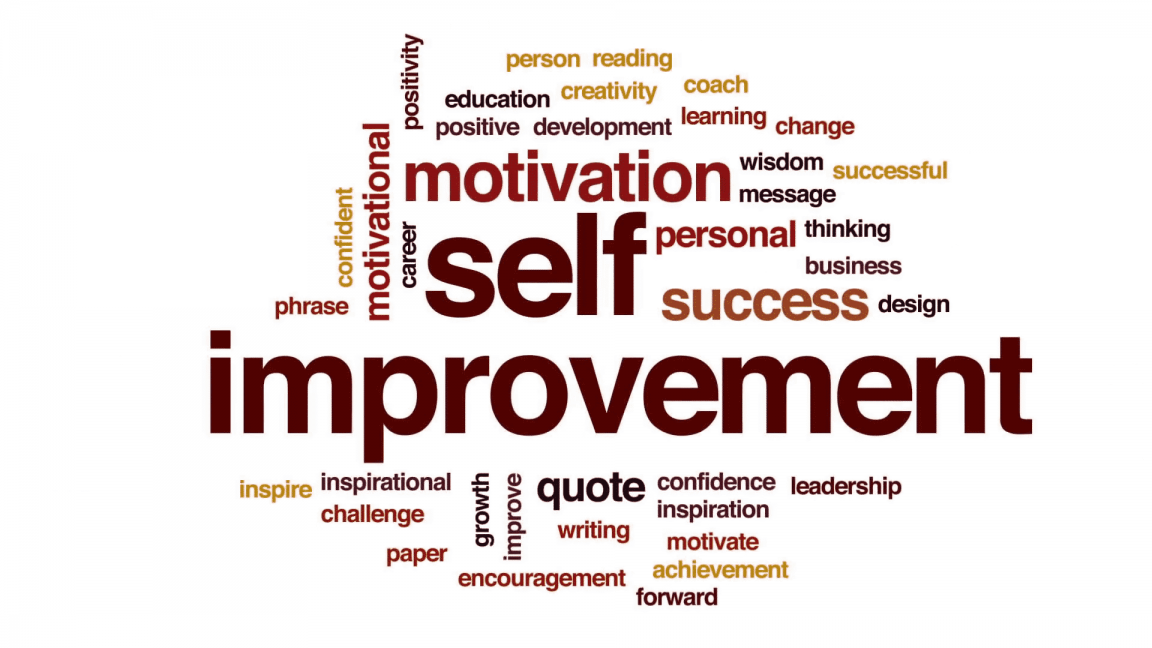 positivity
person reading
coach
education creativity
positive development learning change
motivational
motivation wisdom successful
message
confident
career
self personal thinking
business
phrase success design
improvement
inspire inspirational growth improve quote confidence leadership
inspiration
challenge writing
paper motivate
encouragement achievement
forward